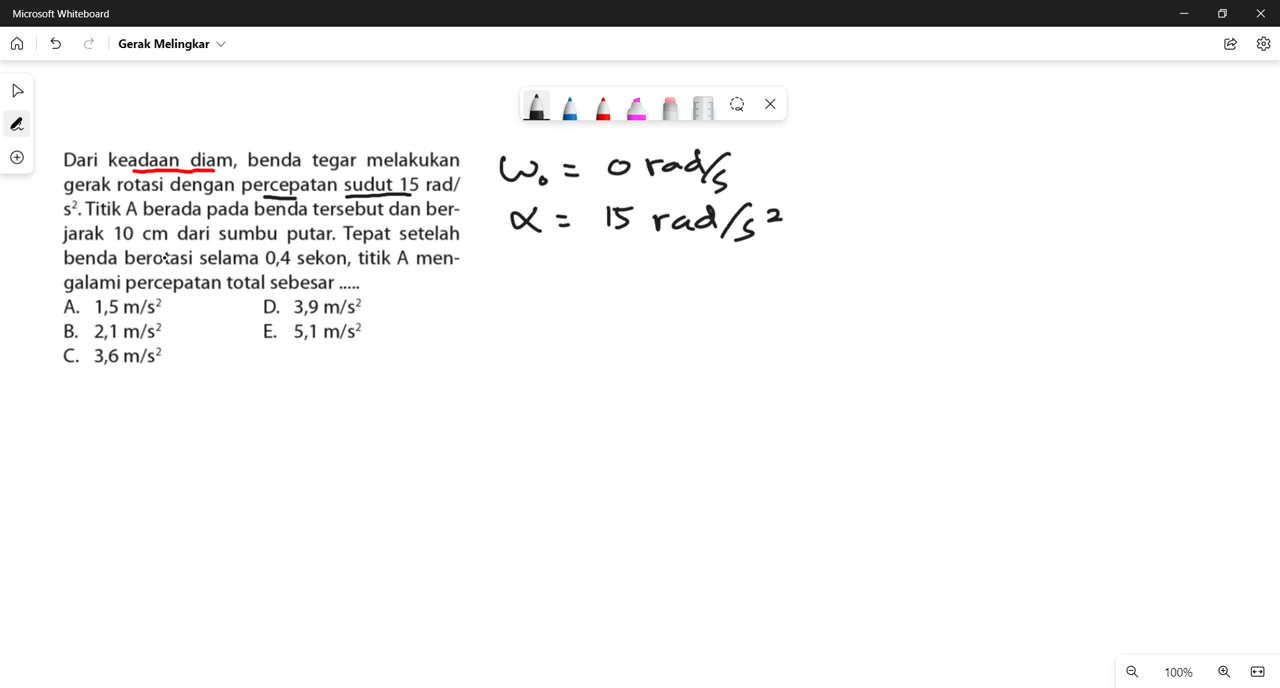 Microsoft Whiteboard
Gerak Melingkar
Dari keadaan diam, benda tegar melakukan
gerak rotasi dengan percepatan sudut 15 rad/
s². Titik A berada pada benda tersebut dan ber-
jarak 10 cm dari sumbu putar. Tepat setelah
benda berotasi selama 0,4 sekon, titik A men-
galami percepatan total sebesar .....
A. 1,5 m/s² D. 3,9 m/s²
B. 2,1 m/s² E. 5,1 m/s²
C. 3,6 m/s²
ω₀ = 0 rad/s
α = 15 rad/s²
100%